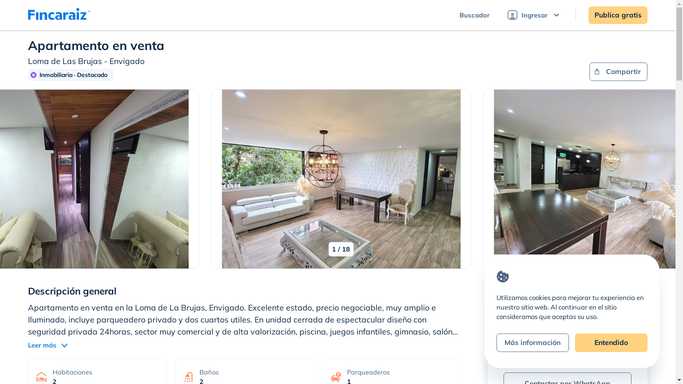 Fincaraiz
Buscador
Ingresar
Publica gratis
Apartamento en venta
Loma de Las Brujas - Envigado
Inmobiliaria · Destacado
Compartir
1 / 18
Descripción general
Apartamento en venta en la Loma de La Brujas, Envigado. Excelente estado, precio negociable, muy amplio e
Iluminado, incluye parqueadero privado y dos cuartos utiles. En unidad cerrada de espectacular diseño con
seguridad privada 24horas, sector muy comercial y de alta valorización, piscina, juegos infantiles, gimnasio, salón...
Leer más
Habitaciones
2
Baños
2
Parqueaderos
1
Utilizamos cookies para mejorar tu experiencia en
nuestro sitio web. Al continuar en el sitio
consideramos que aceptas su uso.
Más información
Entendido
Contactar por WhatsApp